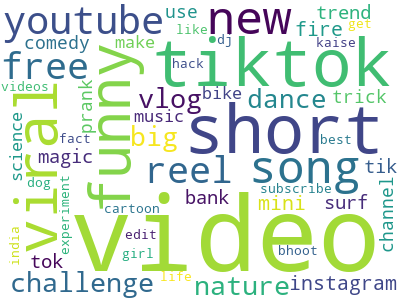 youtube
new
use
trend
like
dj
fire
get
comedy
make
kaise
free
tiktok
hack
videos
funny
prank
vlog
bike
dance
trick
viral
big
music
short
science
fact
best
magic
reel
song
tik
dog
experiment
bank
subscribe
mini
surf
channel
cartoon
video
india
tok
edit
girl
bhoot
challenge
nature
life
instagram